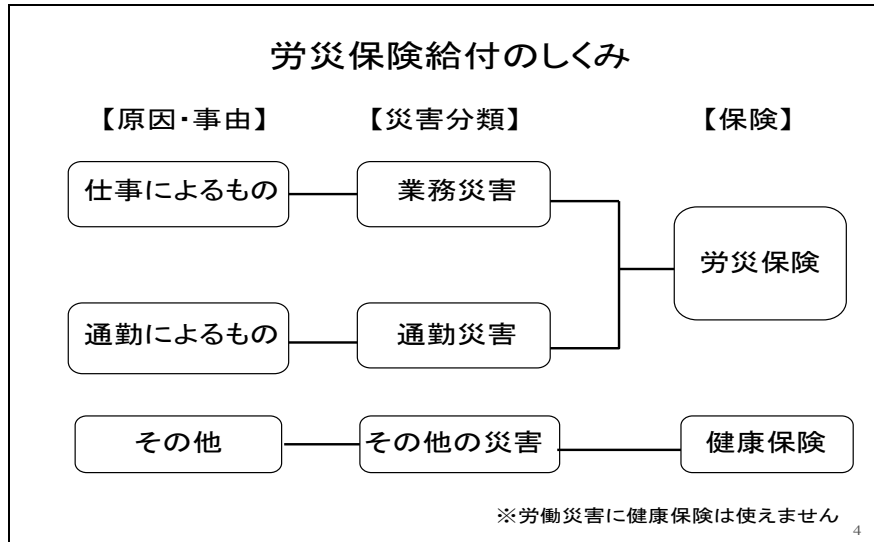 労災保険給付のしくみ
【原因・事由】 【災害分類】 【保険】
仕事によるもの 業務災害
労災保険
通勤によるもの 通勤災害
その他 その他の災害 健康保険
※労働災害に健康保険は使えません
4